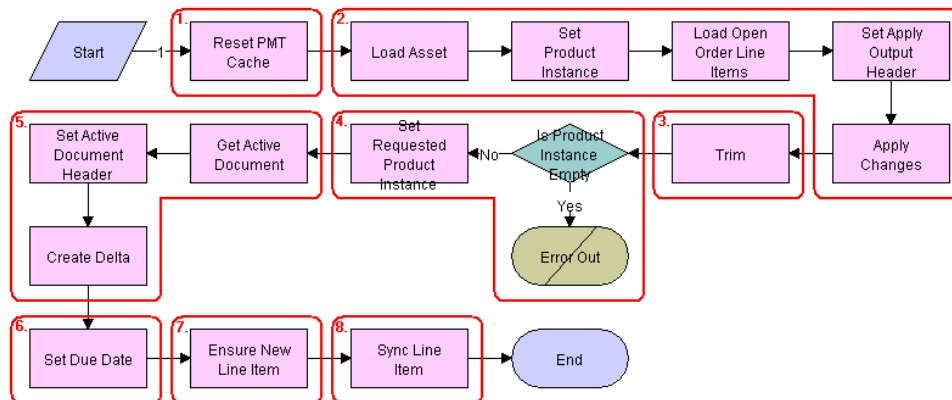 1.
2.
Start
1
Reset PMT
Cache
Load Asset
Set
Product
Instance
Load Open
Order Line
Items
Set Apply
Output
Header
5.
4.
3.
Set Active
Document
Header
Get Active
Document
Set
Requested
Product
Instance
No
Is Product
Instance
Empty
Trim
Apply
Changes
Yes
Create Delta
Error Out
6.
7.
8.
Set Due Date
Ensure New
Line Item
Sync Line
Item
End